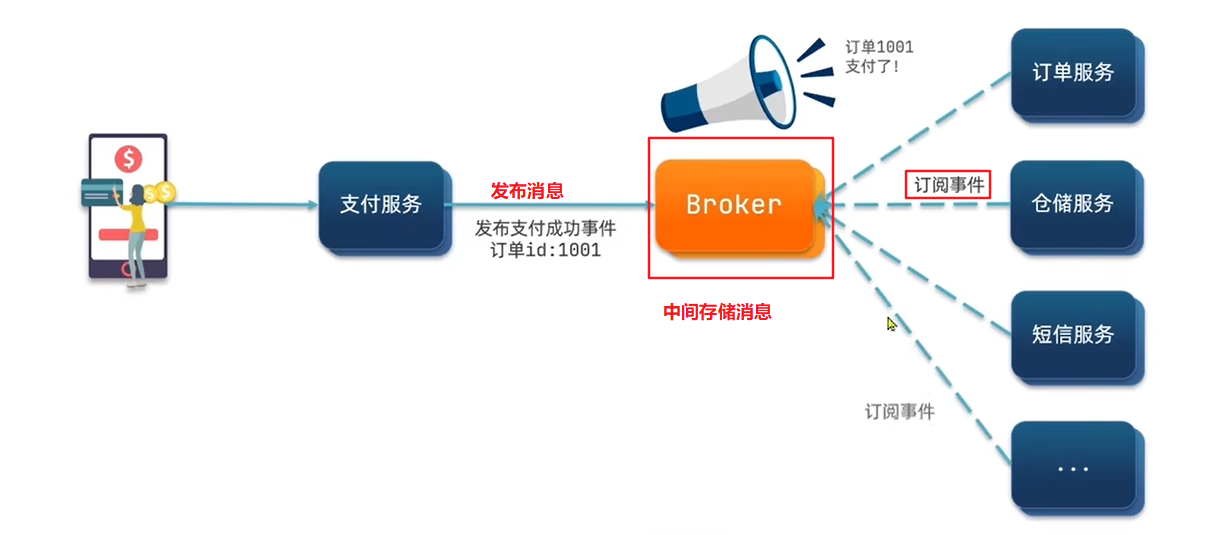 订单1001
支付了!
订单服务
支付服务
发布消息
发布支付成功事件
订单id:1001
Broker
订阅事件
仓储服务
中间存储消息
短信服务
订阅事件
...